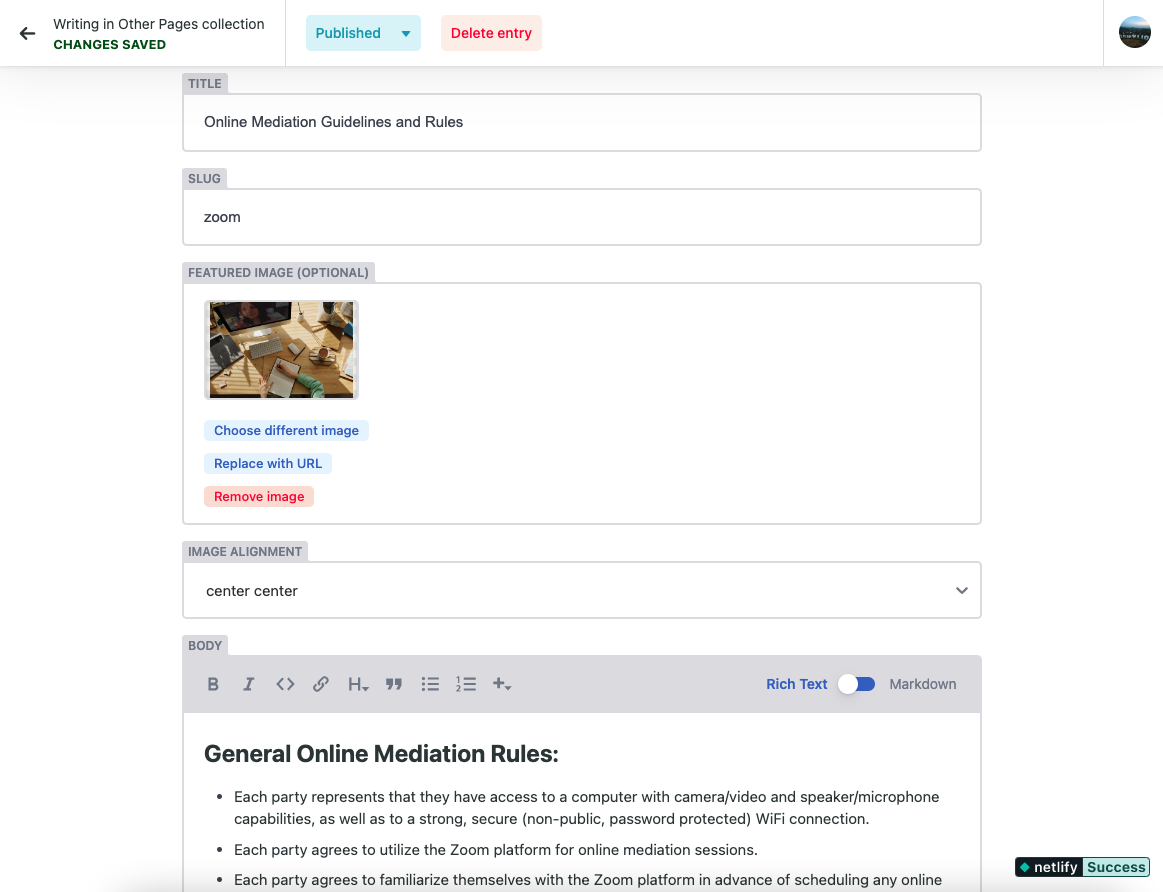 Writing in Other Pages collection
CHANGES SAVED
Published
Delete entry
TITLE
Online Mediation Guidelines and Rules
SLUG
zoom
FEATURED IMAGE (OPTIONAL)
Choose different image
Replace with URL
Remove image
IMAGE ALIGNMENT
center center
BODY
Rich Text
Markdown
General Online Mediation Rules:
• Each party represents that they have access to a computer with camera/video and speaker/microphone
capabilities, as well as to a strong, secure (non-public, password protected) WiFi connection.
• Each party agrees to utilize the Zoom platform for online mediation sessions.
• Each party agrees to familiarize themselves with the Zoom platform in advance of scheduling any online
netlify Success